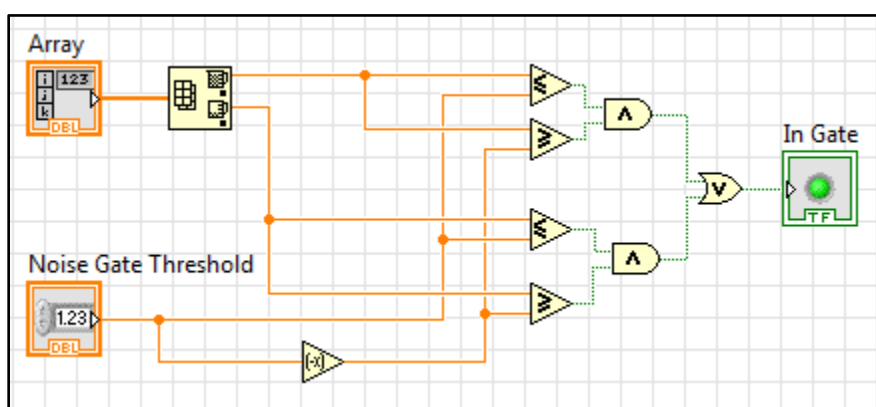 Array
i
j
k
123
DBL
In Gate
TF
Noise Gate Threshold
1.23
DBL
(-x)